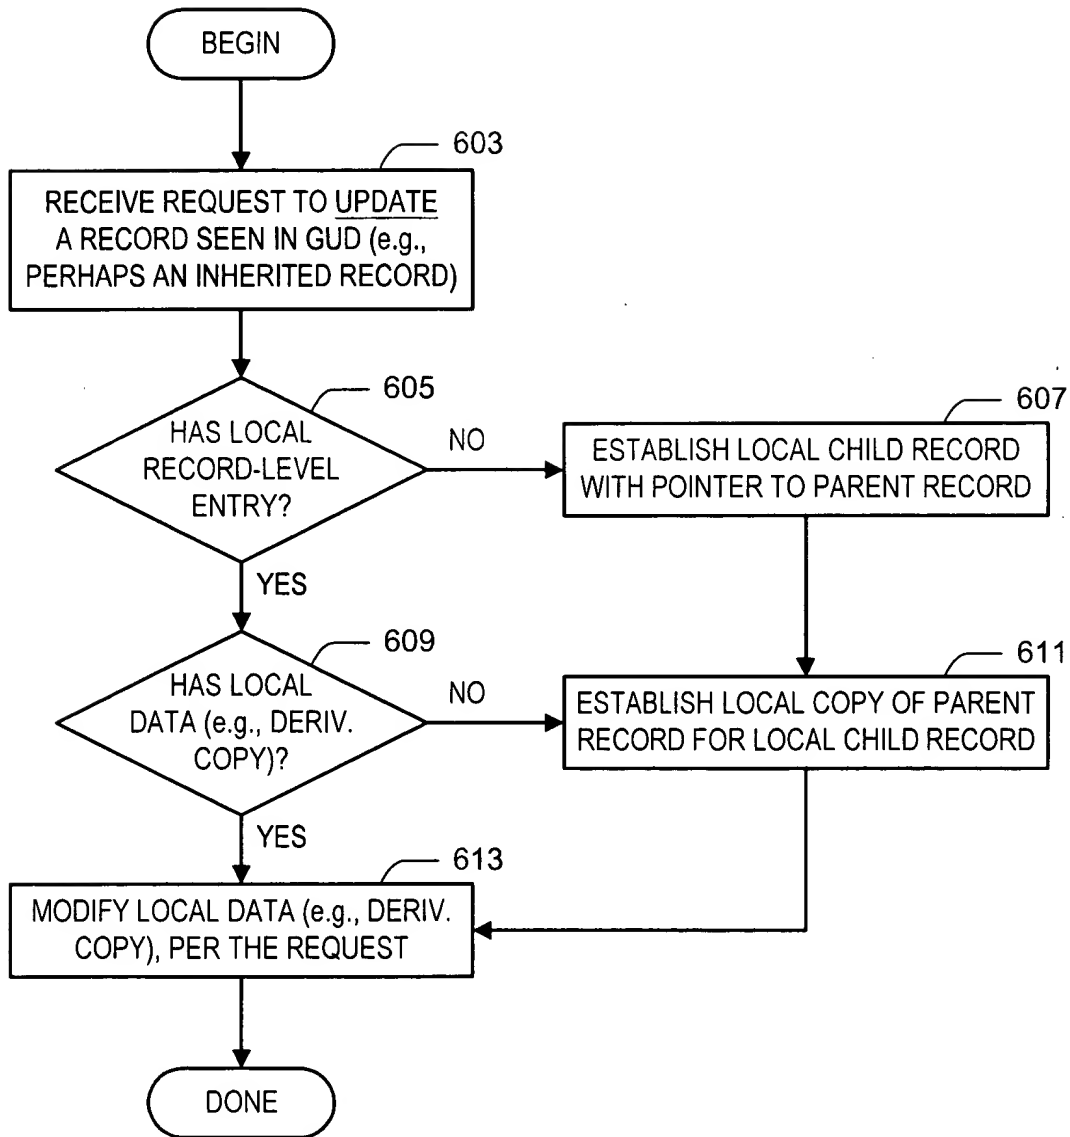 BEGIN
603
RECEIVE REQUEST TO UPDATE
A RECORD SEEN IN GUD (e.g.,
PERHAPS AN INHERITED RECORD)
605
HAS LOCAL
RECORD-LEVEL
ENTRY?
NO
607
ESTABLISH LOCAL CHILD RECORD
WITH POINTER TO PARENT RECORD
YES
609
HAS LOCAL
DATA (e.g., DERIV.
COPY)?
NO
611
ESTABLISH LOCAL COPY OF PARENT
RECORD FOR LOCAL CHILD RECORD
YES
613
MODIFY LOCAL DATA (e.g., DERIV.
COPY), PER THE REQUEST
DONE